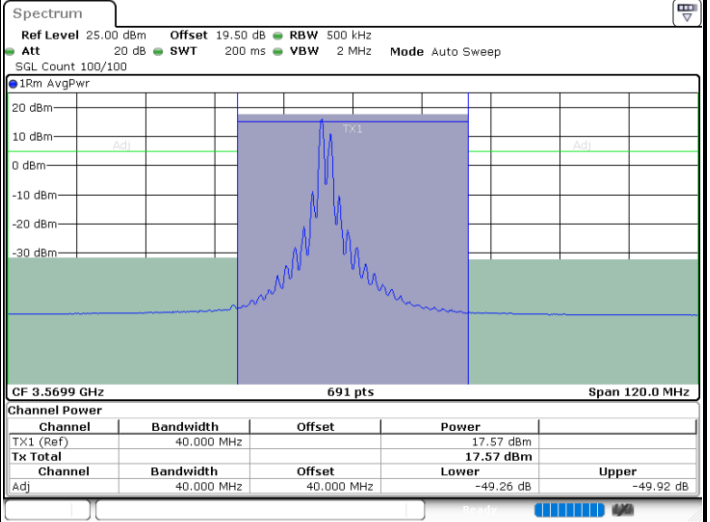 Spectrum
Ref Level 25.00 dBm Offset 19.50 dB RBW 500 kHz
Att 20 dB SWT 200 ms VBW 2 MHz Mode Auto Sweep
SGL Count 100/100
1Rm AvgPwr
20 dBm
TX1
10 dBm
Adj Adj
0 dBm
-10 dBm
-20 dBm
-30 dBm
CF 3.5699 GHz 691 pts Span 120.0 MHz
Channel Power
Channel Bandwidth Offset Power
TX1 (Ref) 40.000 MHz 17.57 dBm
Tx Total 17.57 dBm
Channel Bandwidth Offset Lower Upper
Adj 40.000 MHz 40.000 MHz -49.26 dB -49.92 dB
Ready